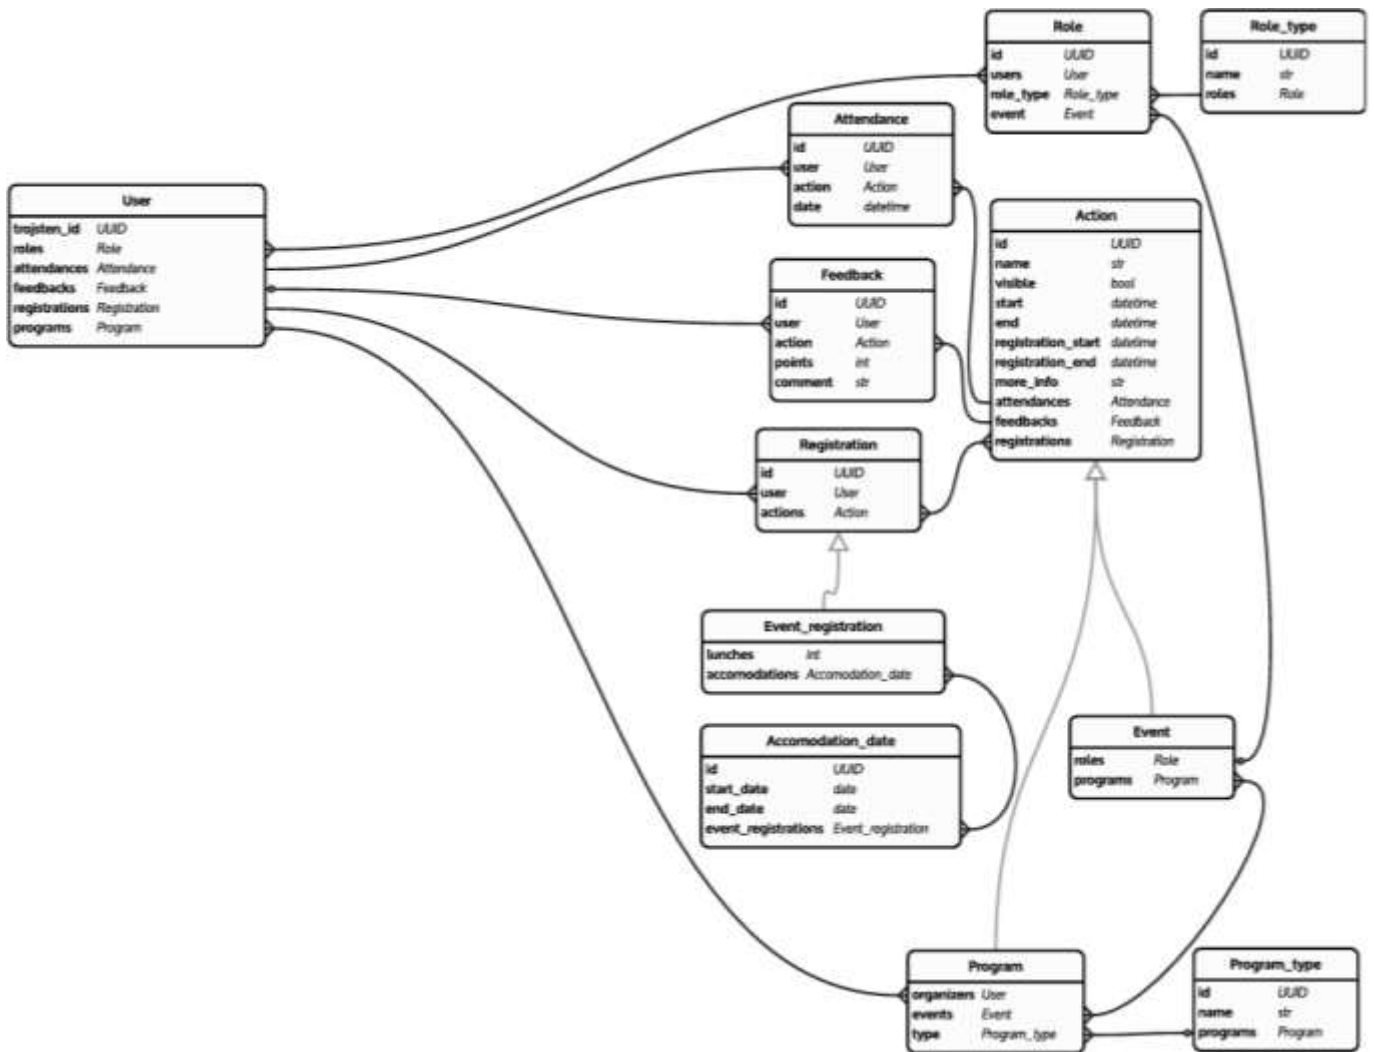 Role
id UUID
users User
role_type Role_type
event Event
Role_type
id UUID
name str
roles Role
Attendance
id UUID
user User
action Action
date datetime
User
trojsten_id UUID
roles Role
attendances Attendance
feedbacks Feedback
registrations Registration
programs Program
Action
id UUID
name str
visible bool
start datetime
end datetime
registration_start datetime
registration_end datetime
more_info str
attendances Attendance
feedbacks Feedback
registrations Registration
Feedback
id UUID
user User
action Action
points int
comment str
Registration
id UUID
user User
actions Action
Event_registration
lunches int
accomodations Accomodation_date
Accomodation_date
id UUID
start_date date
end_date date
event_registrations Event_registration
Event
roles Role
programs Program
Program
organizers User
events Event
type Program_type
Program_type
id UUID
name str
programs Program